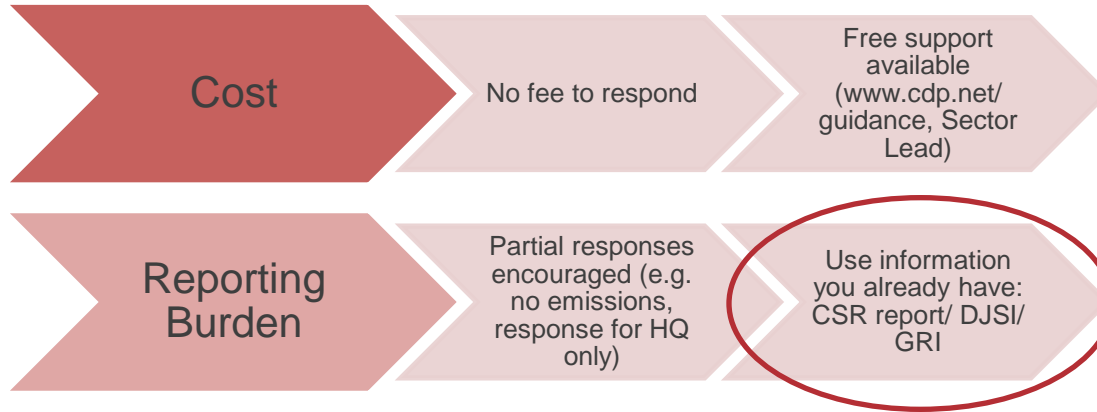 Cost
No fee to respond
Free support
available
(www.cdp.net/
guidance, Sector
Lead)
Reporting
Burden
Partial responses
encouraged (e.g.
no emissions,
response for HQ
only)
Use information
you already have:
CSR report/ DJSI/
GRI